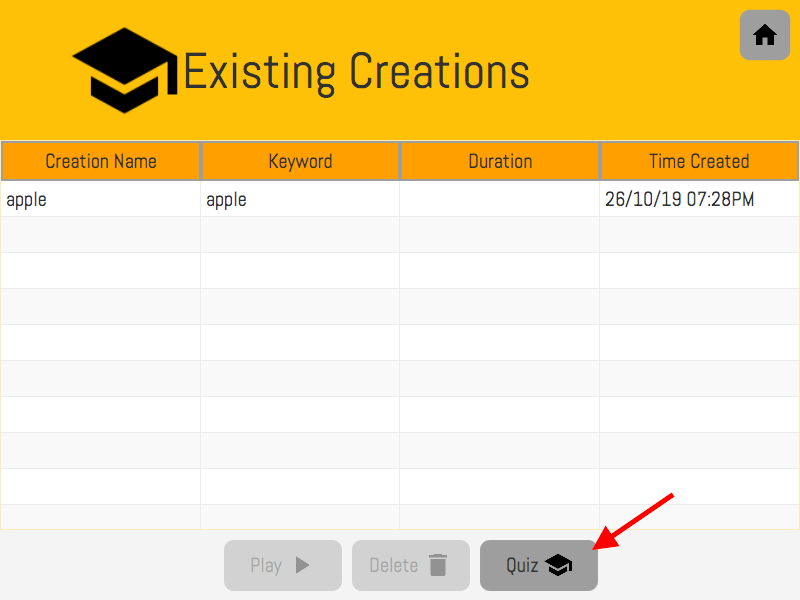 Existing Creations
Creation Name Keyword Duration Time Created
apple apple 26/10/19 07:28PM
Play Delete Quiz